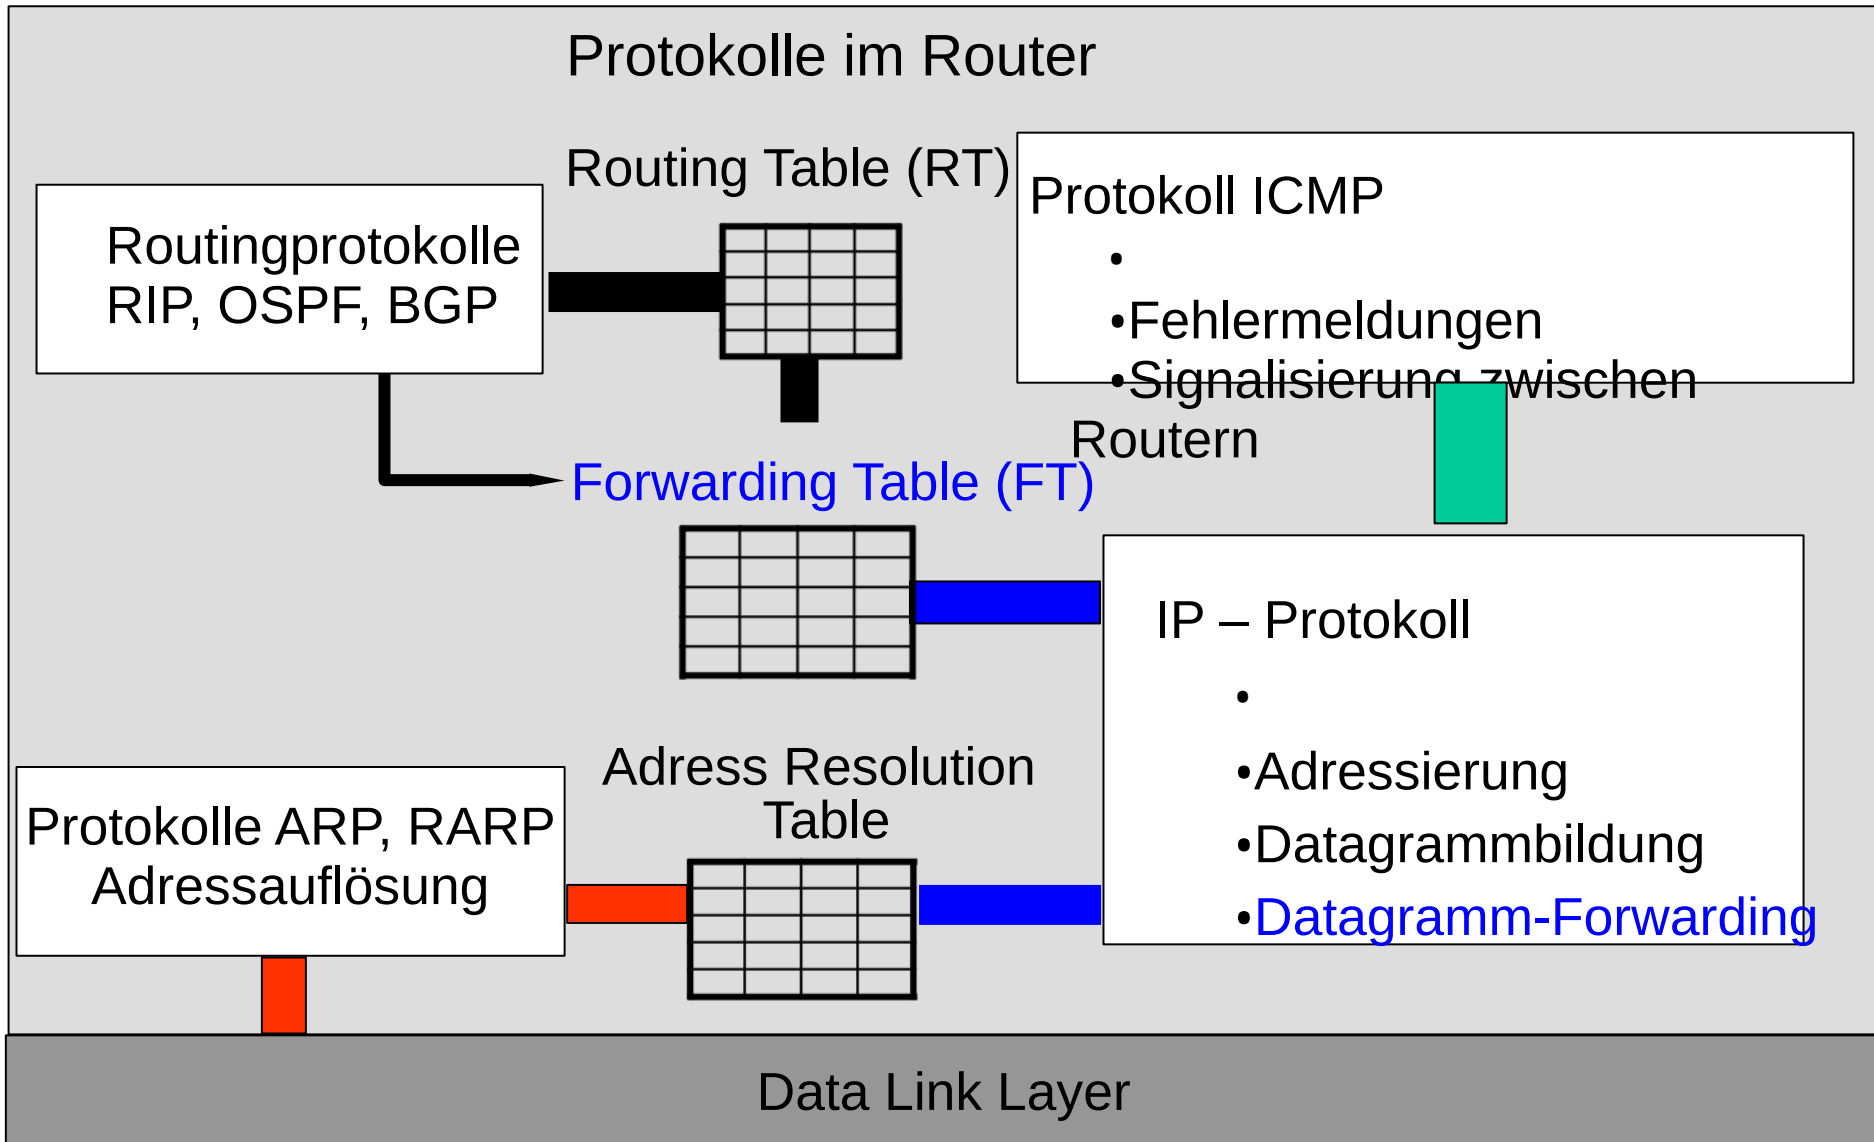 Protokolle im Router
Routing Table (RT)
Routingprotokolle
RIP, OSPF, BGP
Protokoll ICMP
•
•Fehlermeldungen
•Signalisierung zwischen
Routern
Forwarding Table (FT)
IP – Protokoll
•
•Adressierung
•Datagrammbildung
•Datagramm-Forwarding
Adress Resolution
Table
Protokolle ARP, RARP
Adressauflösung
Data Link Layer